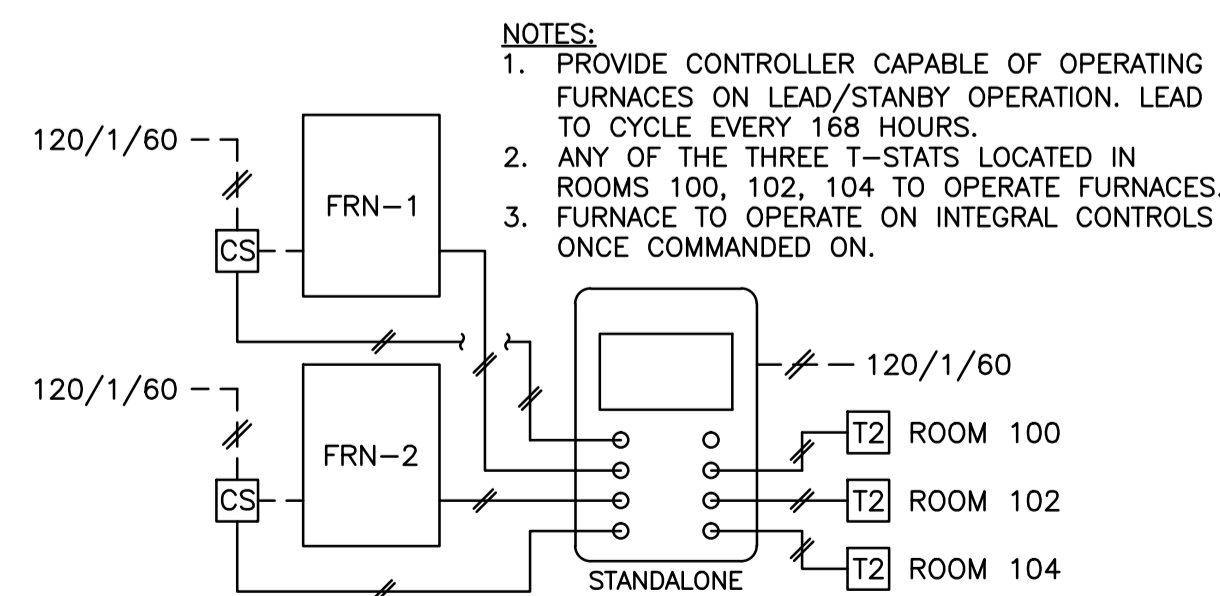 NOTES:
1. PROVIDE CONTROLLER CAPABLE OF OPERATING
FURNACES ON LEAD/STANBY OPERATION. LEAD
TO CYCLE EVERY 168 HOURS.
2. ANY OF THE THREE T-STATS LOCATED IN
ROOMS 100, 102, 104 TO OPERATE FURNACES.
3. FURNACE TO OPERATE ON INTEGRAL CONTROLS
ONCE COMMANDED ON.
120/1/60
FRN-1
CS
120/1/60
120/1/60
FRN-2
CS
T2 ROOM 100
T2 ROOM 102
T2 ROOM 104
STANDALONE